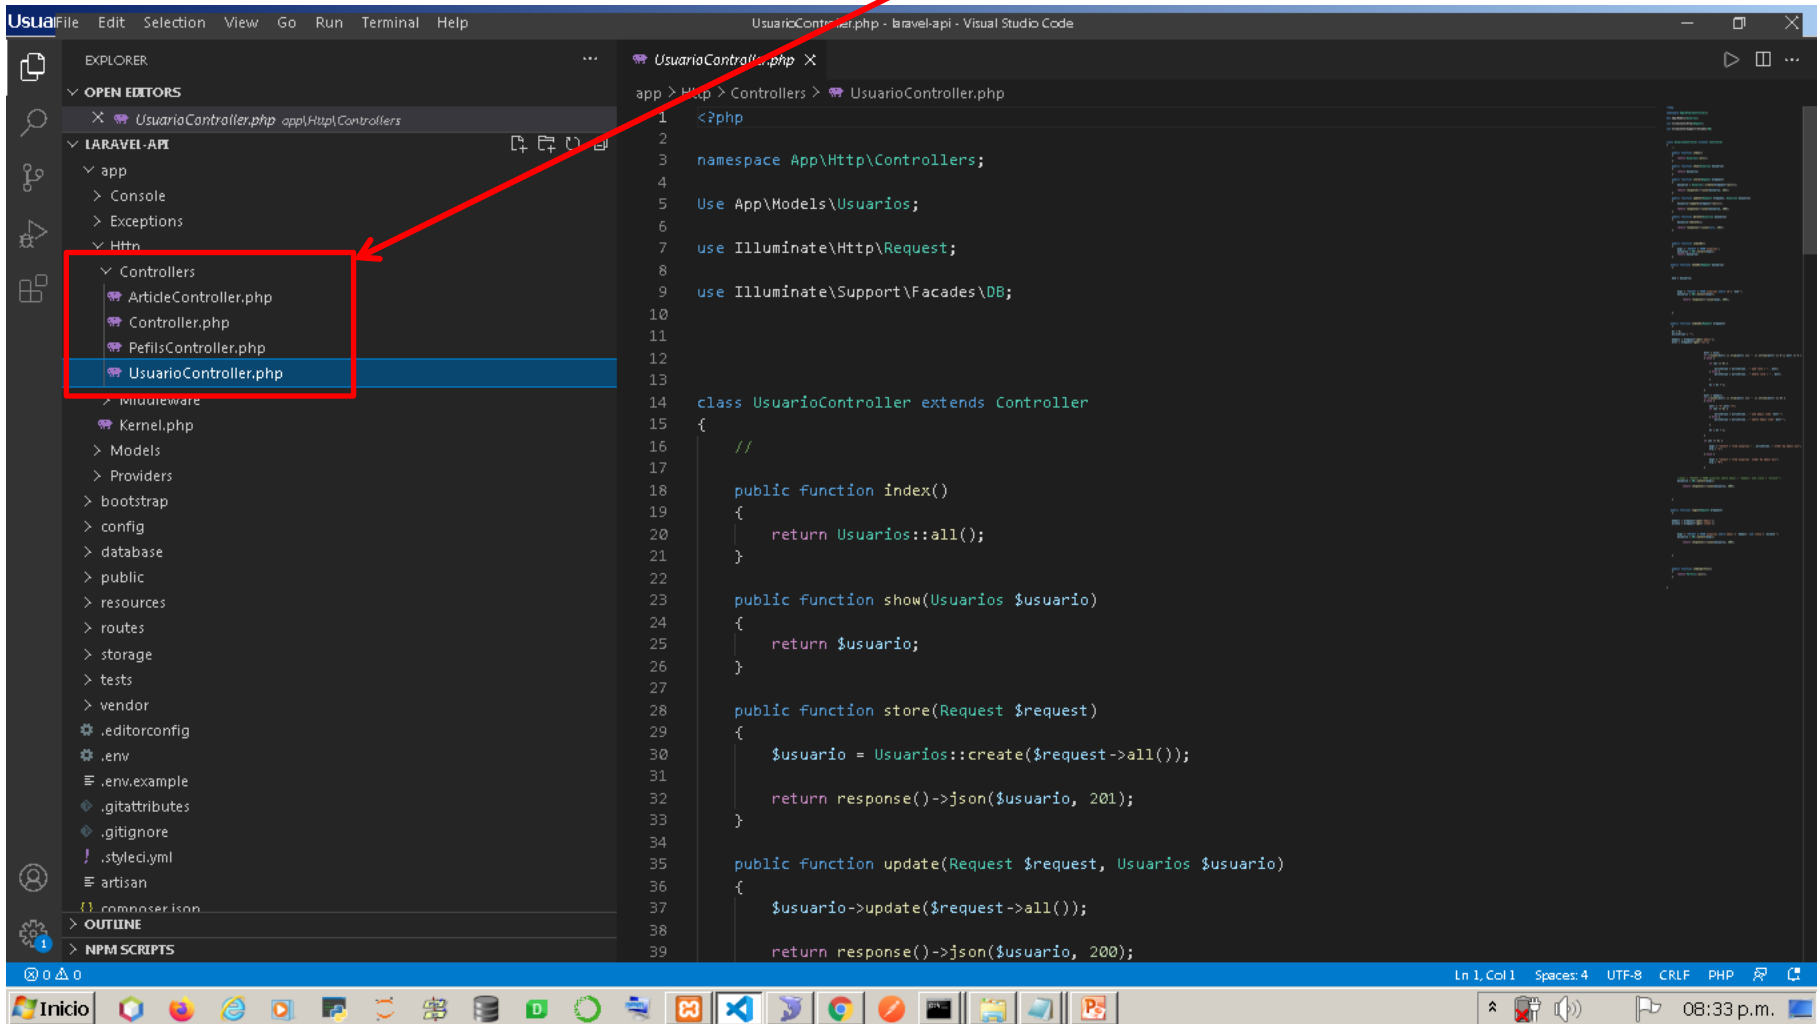 Usuar
File Edit Selection View Go Run Terminal Help
UsuarioController.php - laravel-api - Visual Studio Code
EXPLORER
OPEN EDITORS
UsuarioController.php app\Http\Controllers
LARAVEL-API
app
Console
Exceptions
Http
Controllers
ArticleController.php
Controller.php
PefilsController.php
UsuarioController.php
Middleware
Kernel.php
Models
Providers
bootstrap
config
database
public
resources
routes
storage
tests
vendor
.editorconfig
.env
.env.example
.gitattributes
.gitignore
.styleci.yml
artisan
composer.json
OUTLINE
NPM SCRIPTS
UsuarioController.php
app > Http > Controllers > UsuarioController.php
1 <?php
2
3 namespace App\Http\Controllers;
4
5 Use App\Models\Usuarios;
6
7 use Illuminate\Http\Request;
8
9 use Illuminate\Support\Facades\DB;
10
11
12
13
14 class UsuarioController extends Controller
15 {
16 //
17
18 public function index()
19 {
20 return Usuarios::all();
21 }
22
23 public function show(Usuarios $usuario)
24 {
25 return $usuario;
26 }
27
28 public function store(Request $request)
29 {
30 $usuario = Usuarios::create($request->all());
31
32 return response()->json($usuario, 201);
33 }
34
35 public function update(Request $request, Usuarios $usuario)
36 {
37 $usuario->update($request->all());
38
39 return response()->json($usuario, 200);
1
0 0
Ln 1, Col 1 Spaces: 4 UTF-8 CRLF PHP
Inicio
08:33 p.m.